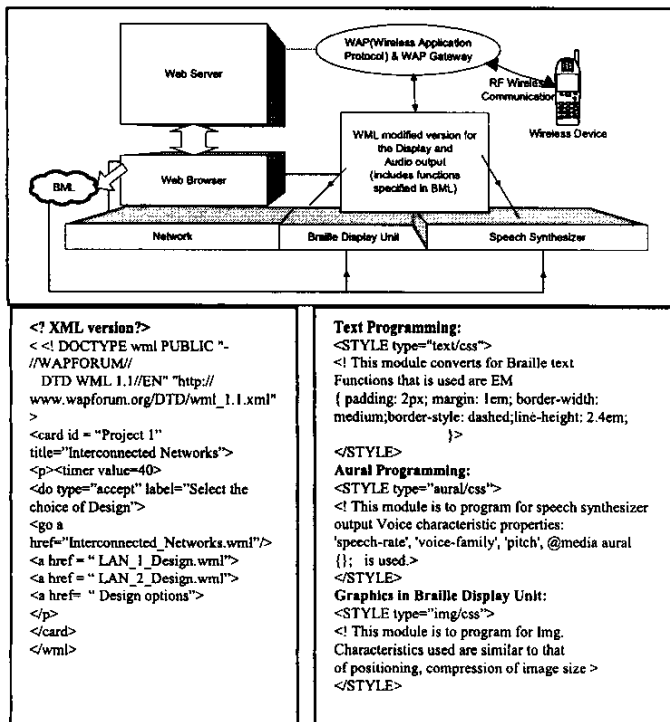 Web Server
WAP(Wireless Application
Protocol) & WAP Gateway
RF Wireless
Communication
Wireless Device
WML modified version for
the Display and
Audio output
(includes functions
specified in BML)
BML
Web Browser
Network
Braille Display Unit
Speech Synthesizer
<? XML version?>
< <! DOCTYPE wml PUBLIC "-
//WAPFORUM//
DTD WML 1.1//EN" "http://
www.wapforum.org/DTD/wml_1.1.xml"
>
<card id = "Project 1"
title="Interconnected Networks">
<p><timer value=40>
<do type="accept" label="Select the
choice of Design">
<go a
href="Interconnected_Networks.wml"/>
<a href = " LAN_1_Design.wml">
<a href = " LAN_2_Design.wml">
<a href= " Design options">
</p>
</card>
</wml>
Text Programming:
<STYLE type="text/css">
<! This module converts for Braille text
Functions that is used are EM
{ padding: 2px; margin: 1em; border-width:
medium;border-style: dashed;line-height: 2.4em;
}>
</STYLE>
Aural Programming:
<STYLE type="aural/css">
<! This module is to program for speech synthesizer
output Voice characteristic properties:
'speech-rate', 'voice-family', 'pitch', @media aural
{}; is used.>
</STYLE>
Graphics in Braille Display Unit:
<STYLE type="img/css">
<! This module is to program for Img.
Characteristics used are similar to that
of positioning, compression of image size >
</STYLE>